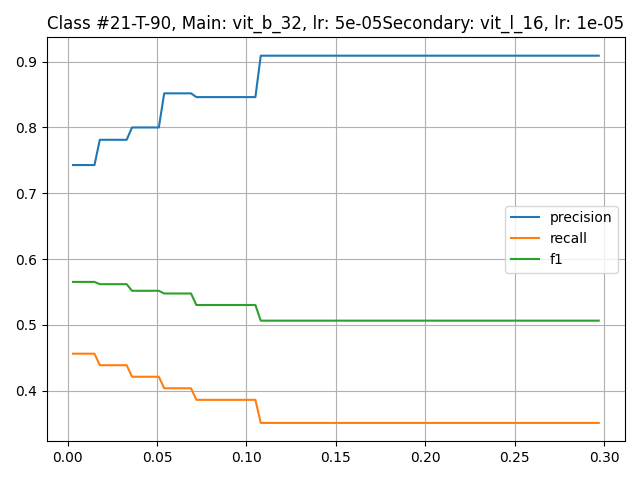 Class #21-T-90, Main: vit_b_32, lr: 5e-05Secondary: vit_l_16, lr: 1e-05
0.9
0.8
0.7
0.6
0.5
0.4
precision
recall
f1
0.00 0.05 0.10 0.15 0.20 0.25 0.30